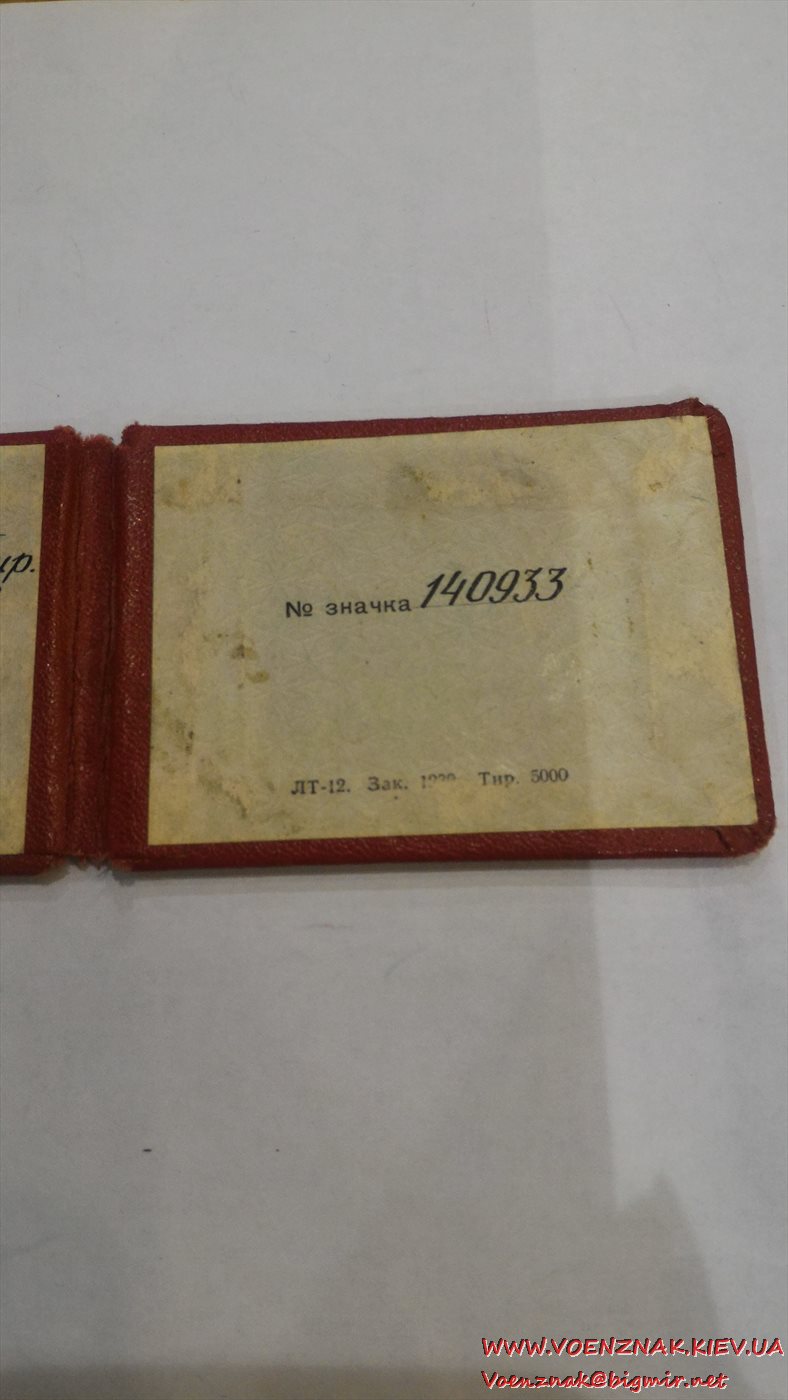 № значка 140933
ЛТ-12. Зак. Тир. 5000
WWW.VOENZNAK.KIEV.UA
Voenznak@bigmir.net